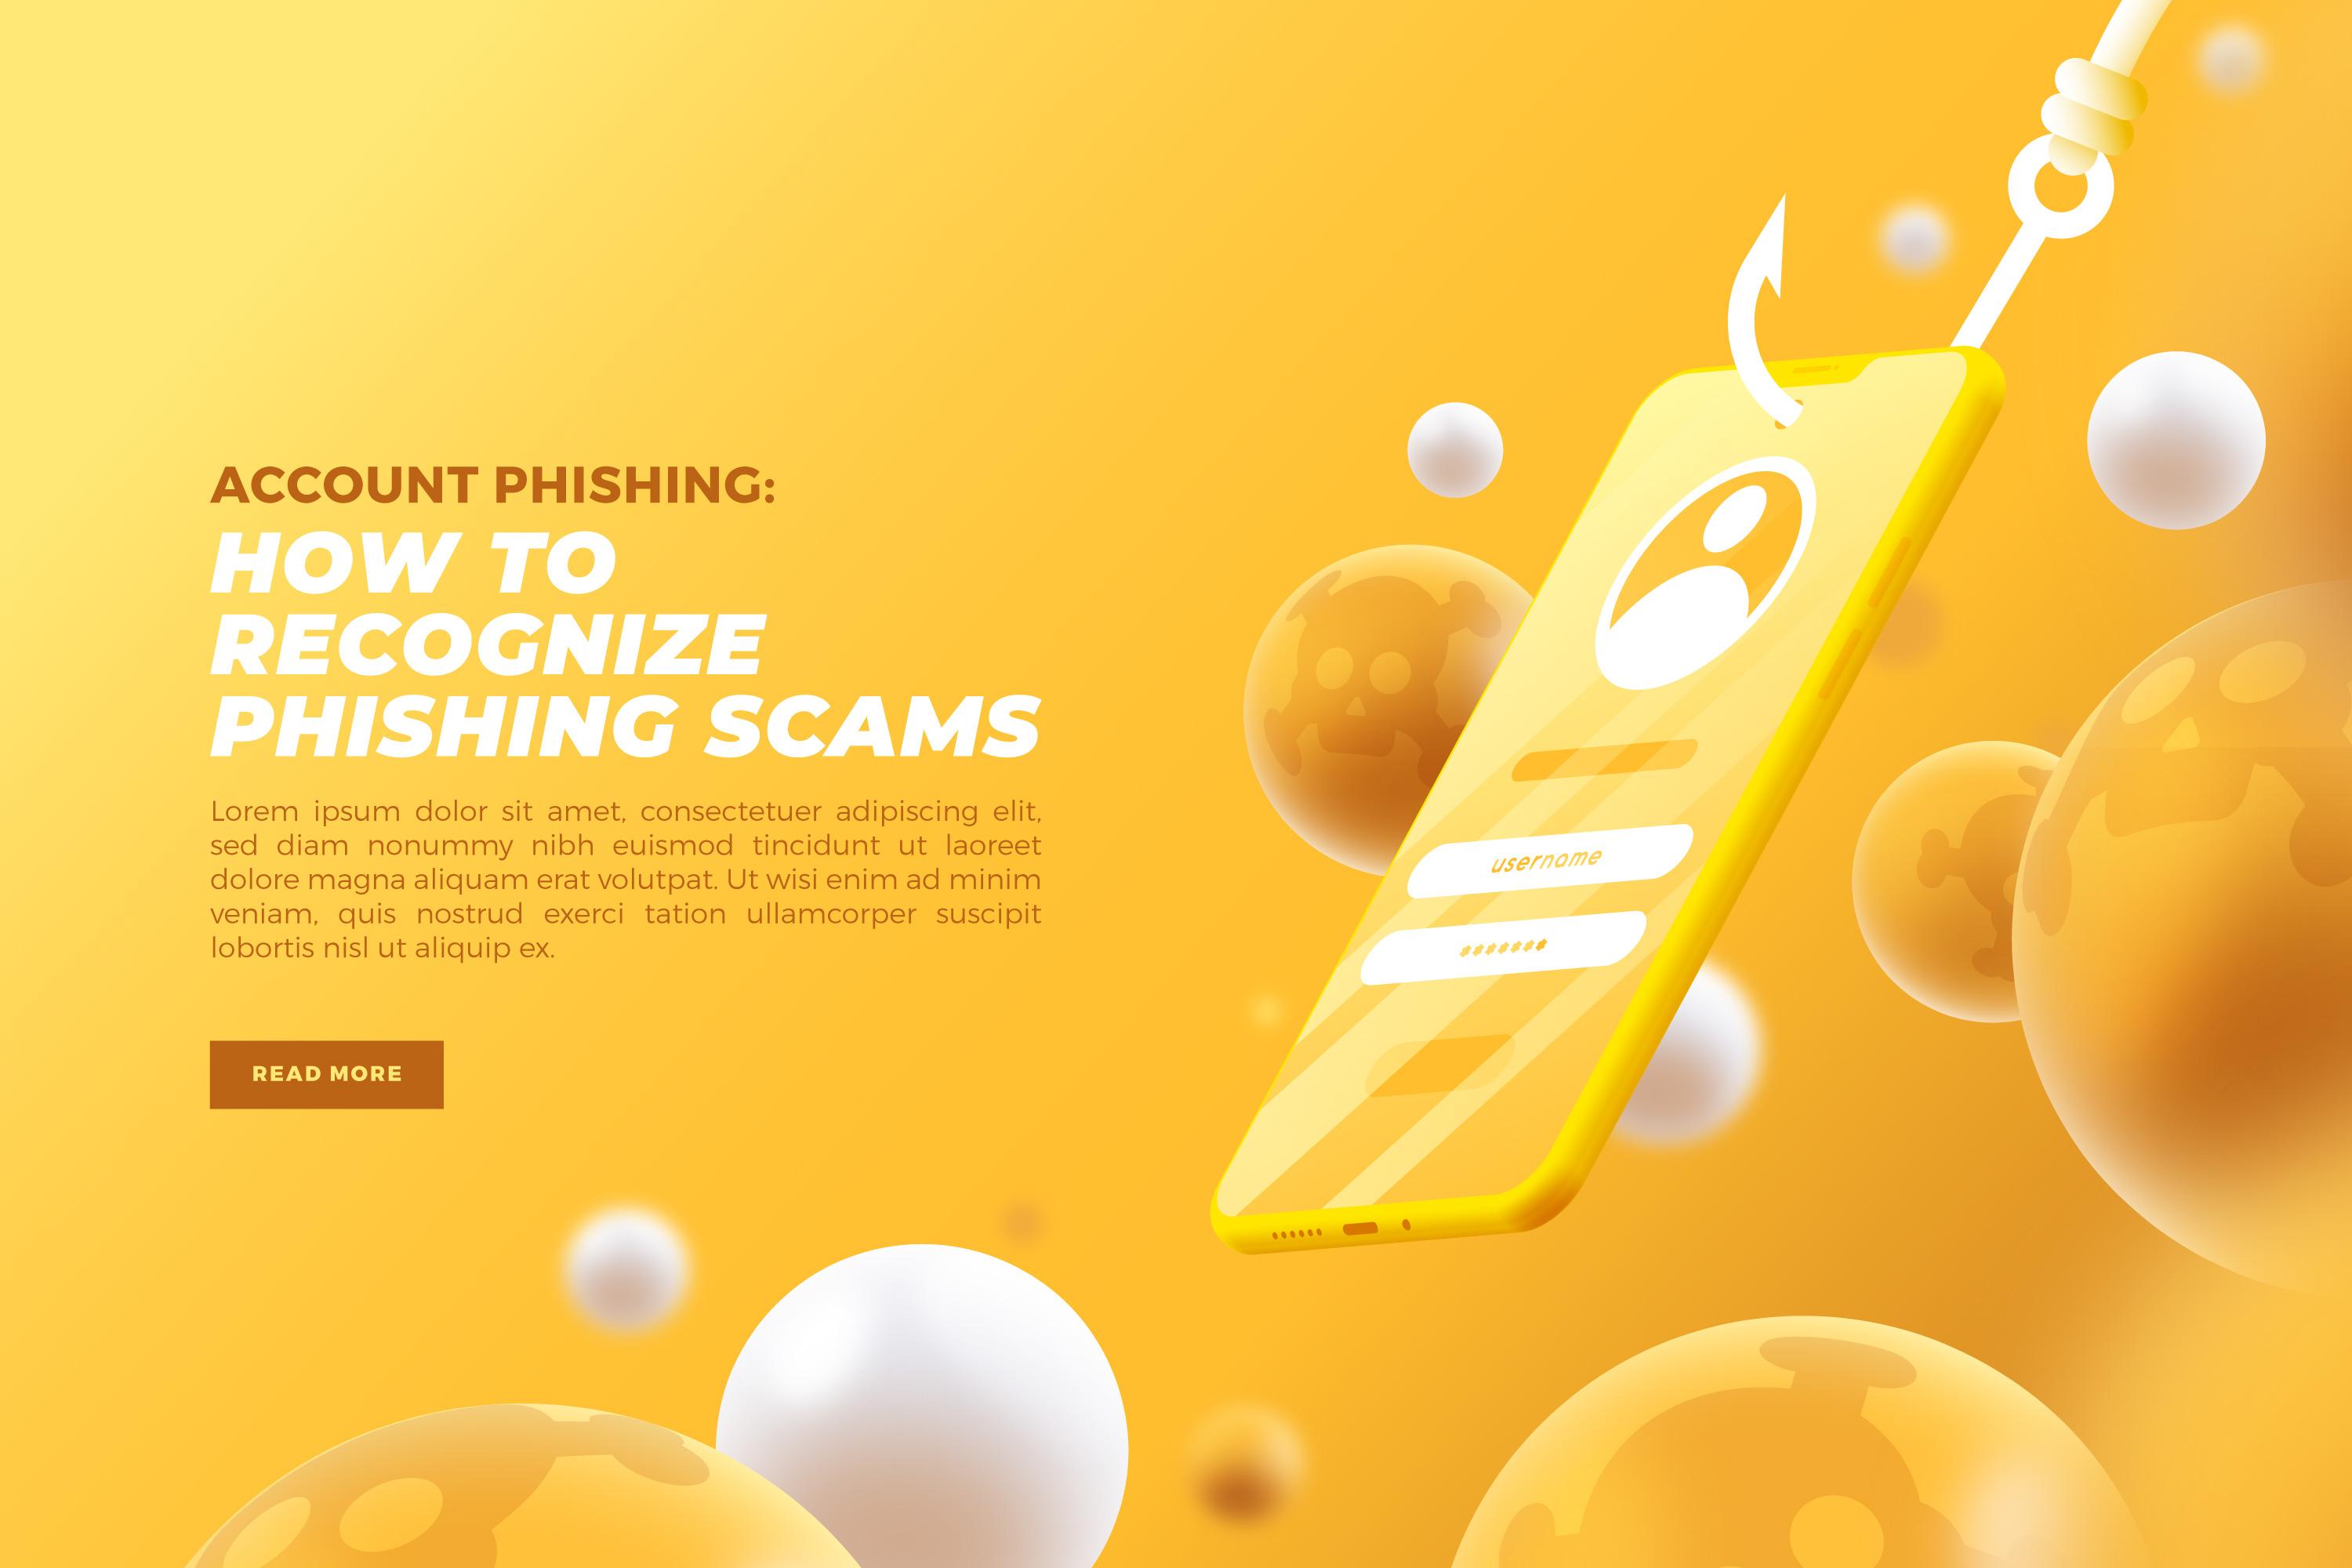 ACCOUNT PHISHING:
HOW TO
RECOGNIZE
PHISHING SCAMS
Lorem ipsum dolor sit amet, consectetuer adipiscing elit,
sed diam nonummy nibh euismod tincidunt ut laoreet
dolore magna aliquam erat volutpat. Ut wisi enim ad minim
veniam, quis nostrud exerci tation ullamcorper suscipit
lobortis nisl ut aliquip ex.
READ MORE
username
*******